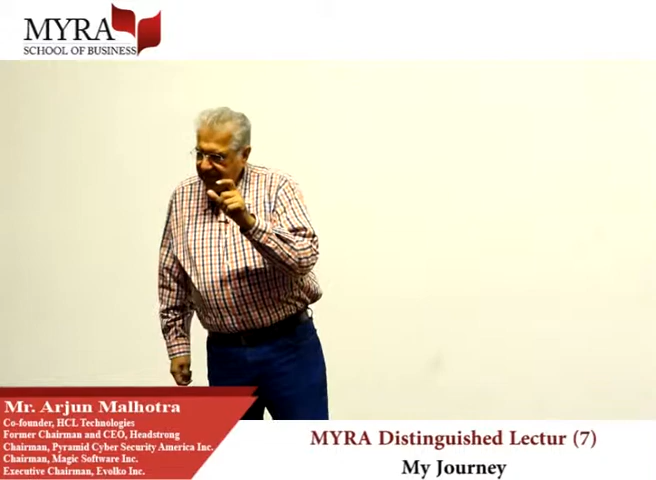 MYRA
SCHOOL OF BUSINESS
Mr. Arjun Malhotra
Co-founder, HCL Technologies
Former Chairman and CEO, Headstrong
Chairman, Pyramid Cyber Security America Inc.
Chairman, Magic Software Inc.
Executive Chairman, Evolko Inc.
MYRA Distinguished Lectur (7)
My Journey